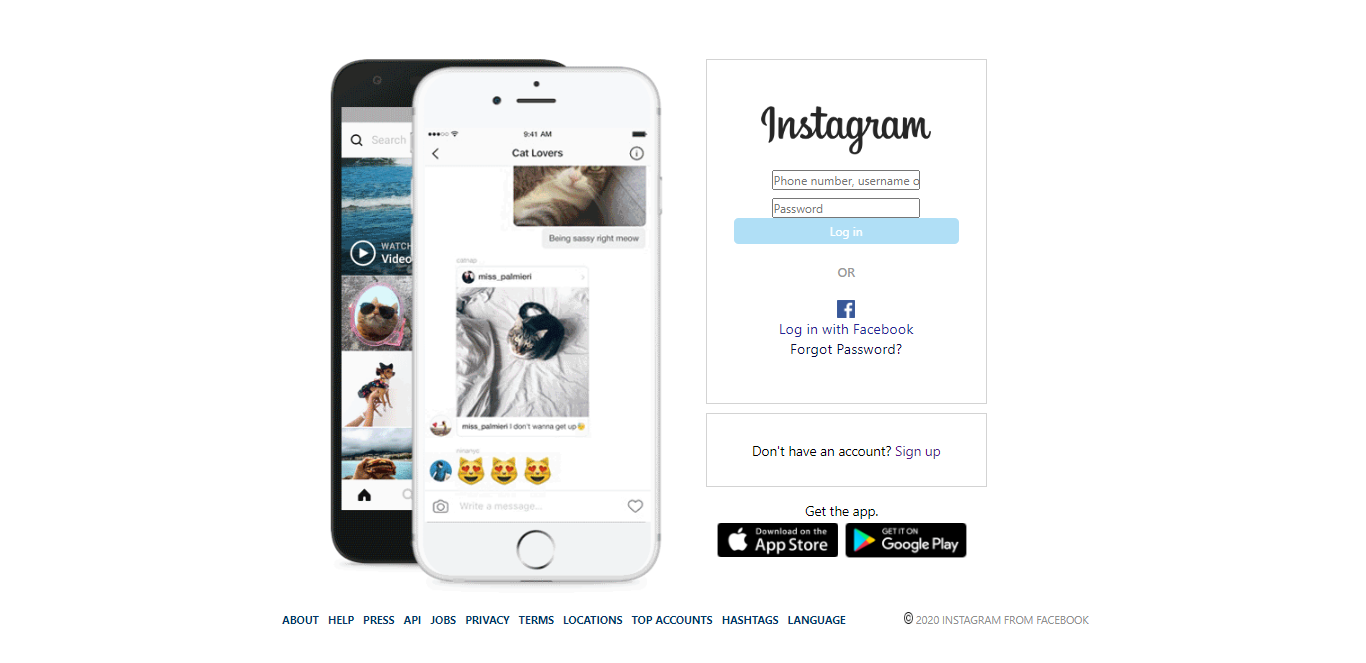 Search
WATCH
Video
9:41 AM
Cat Lovers
Being sassy right meow
catnap...
miss_palmieri
miss_palmieri I don't wanna get up
Write a message...
Instagram
Phone number, username o
Password
Log in
OR
Log in with Facebook
Forgot Password?
Don't have an account? Sign up
Get the app.
Download on the
App Store
GET IT ON
Google Play
ABOUT HELP PRESS API JOBS PRIVACY TERMS LOCATIONS TOP ACCOUNTS HASHTAGS LANGUAGE
© 2020 INSTAGRAM FROM FACEBOOK